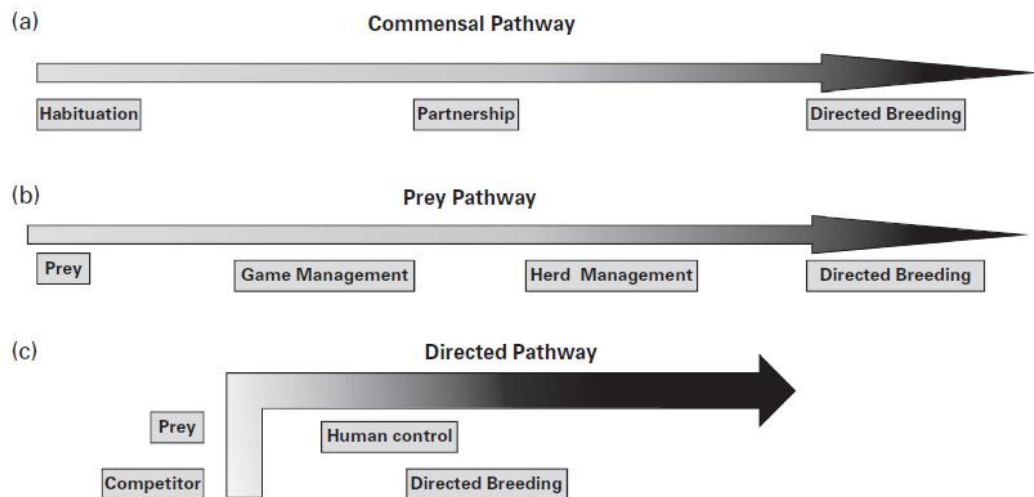 (a)
Commensal Pathway
Habituation
Partnership
Directed Breeding
(b)
Prey Pathway
Prey
Game Management
Herd Management
Directed Breeding
(c)
Directed Pathway
Prey
Human control
Competitor
Directed Breeding